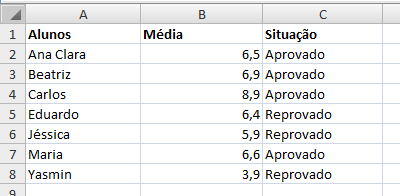 A B C
1 Alunos Média Situação
2 Ana Clara 6,5 Aprovado
3 Beatriz 6,9 Aprovado
4 Carlos 8,9 Aprovado
5 Eduardo 6,4 Reprovado
6 Jéssica 5,9 Reprovado
7 Maria 6,6 Aprovado
8 Yasmin 3,9 Reprovado
9